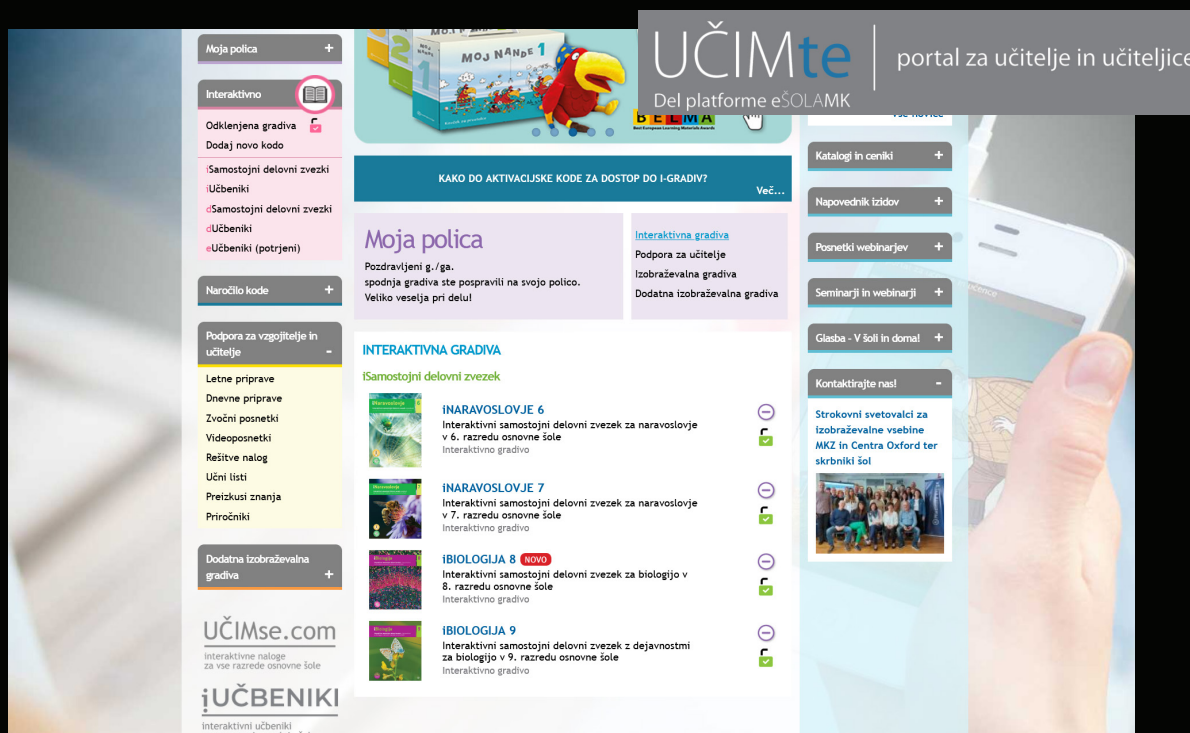 UČIMte
portal za učitelje in učiteljice
Del platforme eŠOLAMK
Moja polica +
Interaktivno
Odklenjena gradiva
Dodaj novo kodo
iSamostojni delovni zvezki
iUčbeniki
dSamostojni delovni zvezki
dUčbeniki
eUčbeniki (potrjeni)
Naročilo kode +
Podpora za vzgojitelje in
učitelje -
Letne priprave
Dnevne priprave
Zvočni posnetki
Videoposnetki
Rešitve nalog
Učni listi
Preizkusi znanja
Priročniki
Dodatna izobraževalna
gradiva +
UČIMse.com
interaktivne naloge
za vse razrede osnovne šole
iUČBENIKI
interaktivni učbeniki
MOJ NANDE 1
2
BELMA
Best European Learning Materials Awards
KAKO DO AKTIVACIJSKE KODE ZA DOSTOP DO I-GRADIV?
Več...
Moja polica
Pozdravljeni g./ga.
spodnja gradiva ste pospravili na svojo polico.
Veliko veselja pri delu!
Interaktivna gradiva
Podpora za učitelje
Izobraževalna gradiva
Dodatna izobraževalna gradiva
INTERAKTIVNA GRADIVA
iSamostojni delovni zvezek
iNARAVOSLOVJE 6
Interaktivni samostojni delovni zvezek za naravoslovje
v 6. razredu osnovne šole
Interaktivno gradivo
iNARAVOSLOVJE 7
Interaktivni samostojni delovni zvezek za naravoslovje
v 7. razredu osnovne šole
Interaktivno gradivo
iBIOLOGIJA 8 NOVO
Interaktivni samostojni delovni zvezek za biologijo v
8. razredu osnovne šole
Interaktivno gradivo
iBIOLOGIJA 9
Interaktivni samostojni delovni zvezek z dejavnostmi
za biologijo v 9. razredu osnovne šole
Interaktivno gradivo
Vse novice
Katalogi in ceniki +
Napovednik izidov +
Posnetki webinarjev +
Seminarji in webinarji +
Glasba - V šoli in doma! +
Kontaktirajte nas! -
Strokovni svetovalci za
izobraževalne vsebine
MKZ in Centra Oxford ter
skrbniki šol